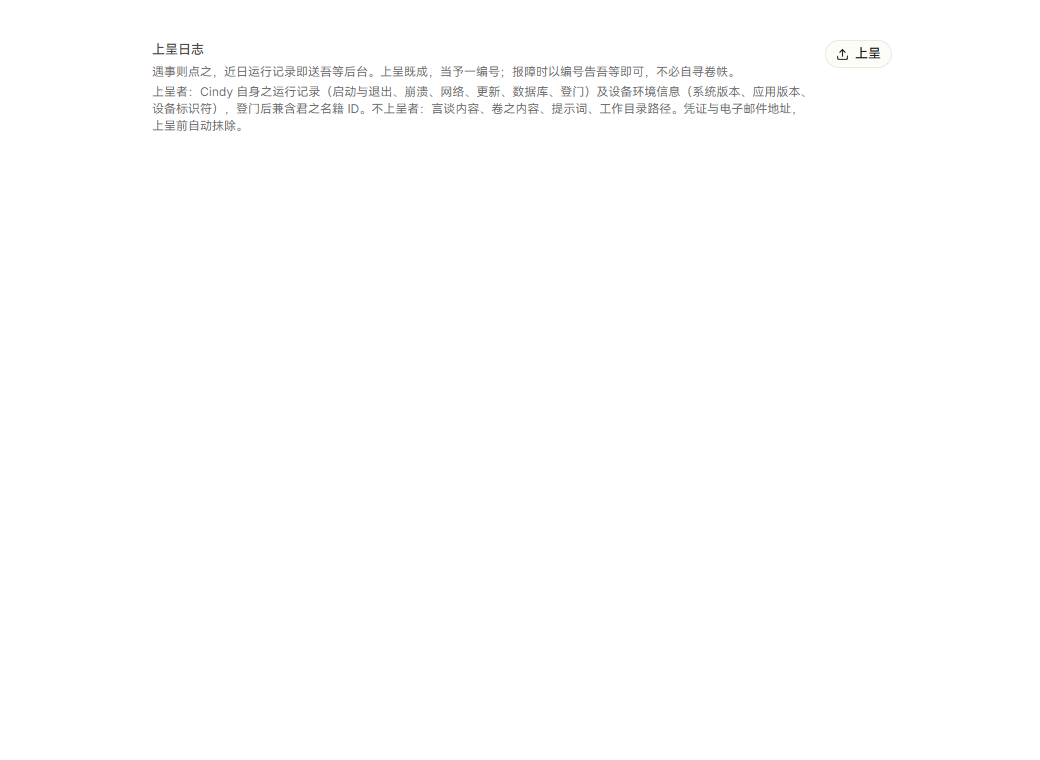 上呈日志
上呈
遇事则点之，近日运行记录即送吾等后台。上呈既成，当予一编号；报障时以编号告吾等即可，不必自寻卷帙。
上呈者：Cindy 自身之运行记录（启动与退出、崩溃、网络、更新、数据库、登门）及设备环境信息（系统版本、应用版本、
设备标识符），登门后兼含君之名籍 ID。不上呈者：言谈内容、卷之内容、提示词、工作目录路径。凭证与电子邮件地址，
上呈前自动抹除。